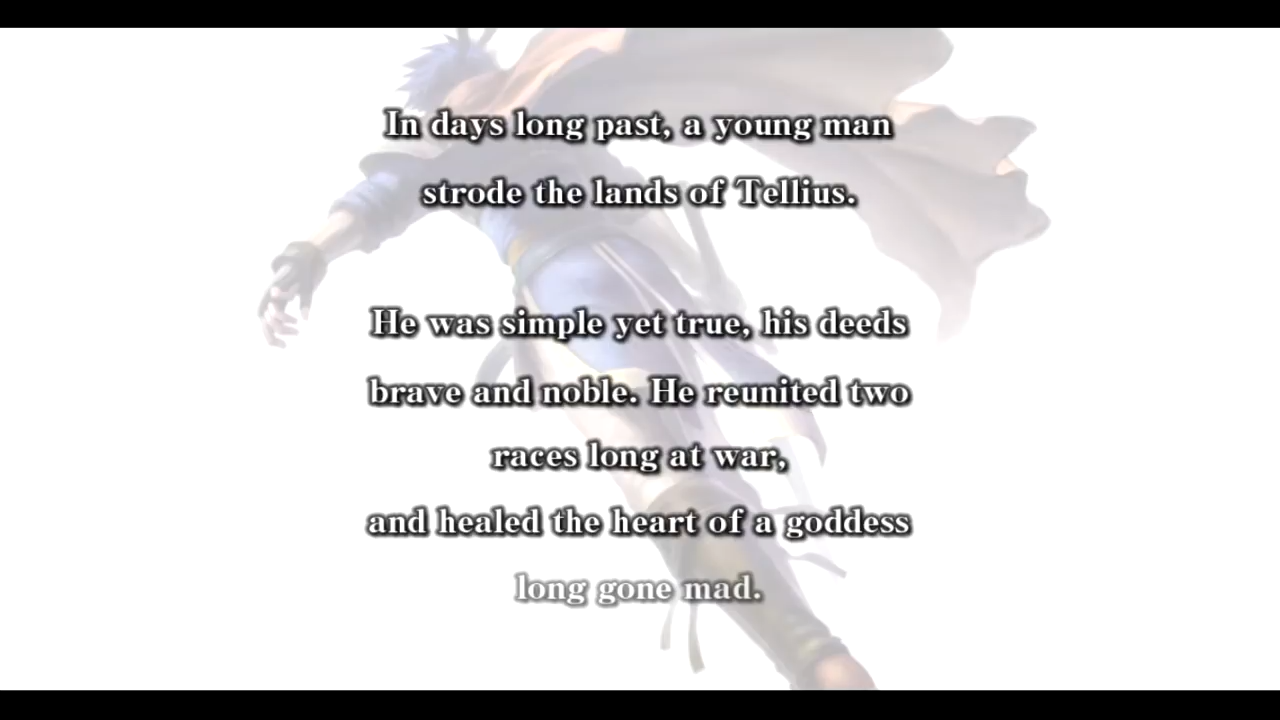 In days long past, a young man
strode the lands of Tellius.
He was simple yet true, his deeds
brave and noble. He reunited two
races long at war,
and healed the heart of a goddess
long gone mad.